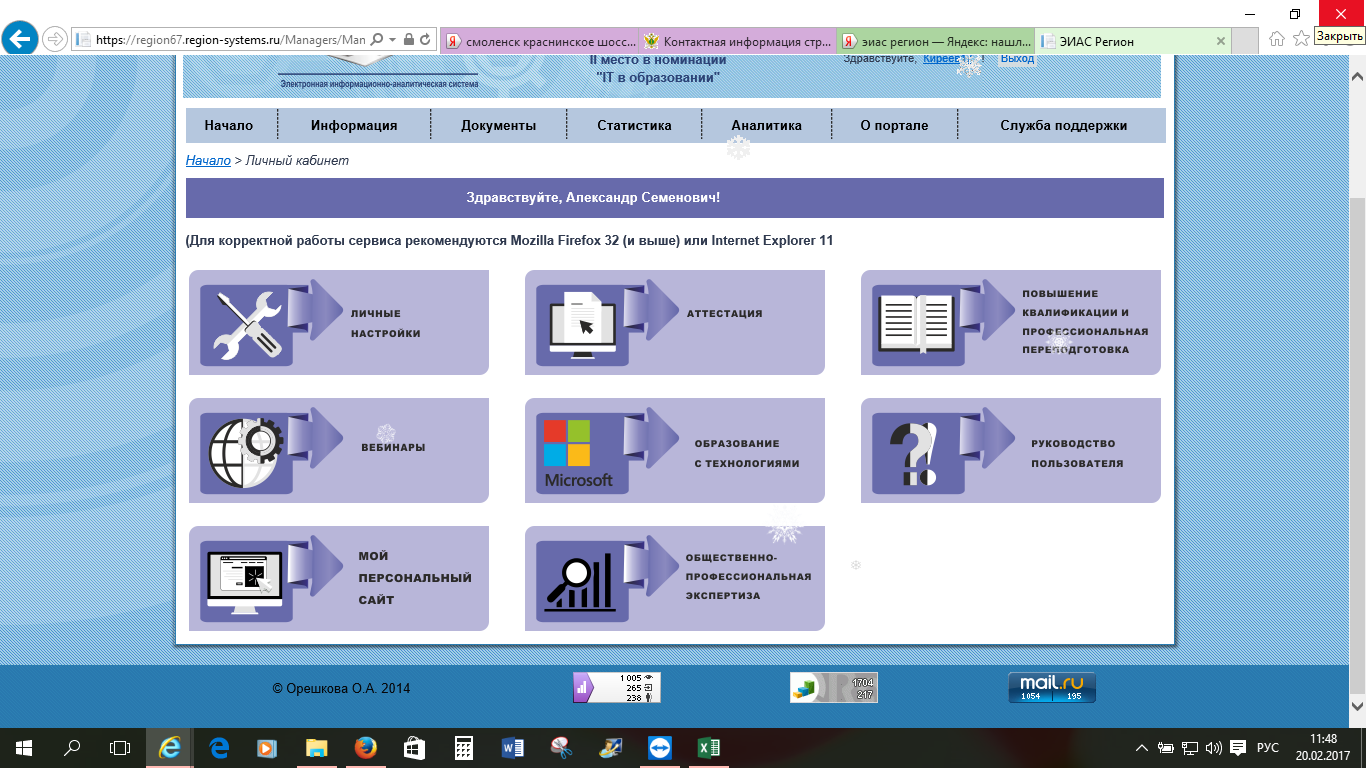 https://region67.region-systems.ru/Managers/Man
смоленск краснинское шосс...
Контактная информация стр...
эиас регион — Яндекс: нашл...
ЭИАС Регион
Закрыть
II место в номинации
"IT в образовании"
Электронная информационно-аналитическая система
Здравствуйте,
Выход
Начало
Информация
Документы
Статистика
Аналитика
О портале
Служба поддержки
Начало > Личный кабинет
Здравствуйте, Александр Семенович!
(Для корректной работы сервиса рекомендуются Mozilla Firefox 32 (и выше) или Internet Explorer 11
ЛИЧНЫЕ
НАСТРОЙКИ
АТТЕСТАЦИЯ
ПОВЫШЕНИЕ
КВАЛИФИКАЦИИ И
ПРОФЕССИОНАЛЬНАЯ
ПЕРЕПОДГОТОВКА
ВЕБИНАРЫ
Microsoft
ОБРАЗОВАНИЕ
С ТЕХНОЛОГИЯМИ
РУКОВОДСТВО
ПОЛЬЗОВАТЕЛЯ
МОЙ
ПЕРСОНАЛЬНЫЙ
САЙТ
ОБЩЕСТВЕННО-
ПРОФЕССИОНАЛЬНАЯ
ЭКСПЕРТИЗА
© Орешкова О.А. 2014
1 005
265
238
1704
217
mail.ru
1054 195
РУС
11:48
20.02.2017